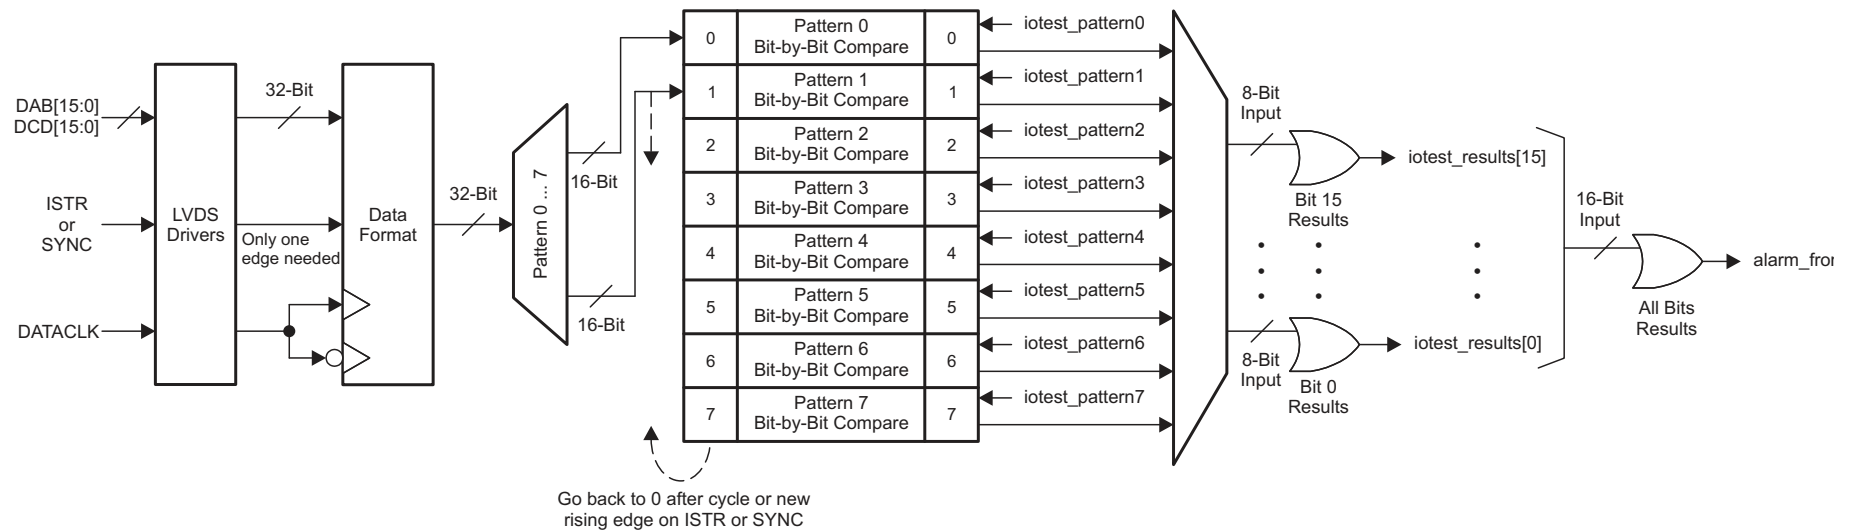 DAB[15:0]
DCD[15:0]
ISTR
or
SYNC
DATACLK
LVDS
Drivers
32-Bit
Only one
edge needed
Data
Format
32-Bit
Pattern 0 ... 7
16-Bit
16-Bit
0 Pattern 0 Bit-by-Bit Compare 0
1 Pattern 1 Bit-by-Bit Compare 1
2 Pattern 2 Bit-by-Bit Compare 2
3 Pattern 3 Bit-by-Bit Compare 3
4 Pattern 4 Bit-by-Bit Compare 4
5 Pattern 5 Bit-by-Bit Compare 5
6 Pattern 6 Bit-by-Bit Compare 6
7 Pattern 7 Bit-by-Bit Compare 7
Go back to 0 after cycle or new
rising edge on ISTR or SYNC
iotest_pattern0
iotest_pattern1
iotest_pattern2
iotest_pattern3
iotest_pattern4
iotest_pattern5
iotest_pattern6
iotest_pattern7
8-Bit
Input
Bit 15
Results
iotest_results[15]
8-Bit
Input
Bit 0
Results
iotest_results[0]
16-Bit
Input
All Bits
Results